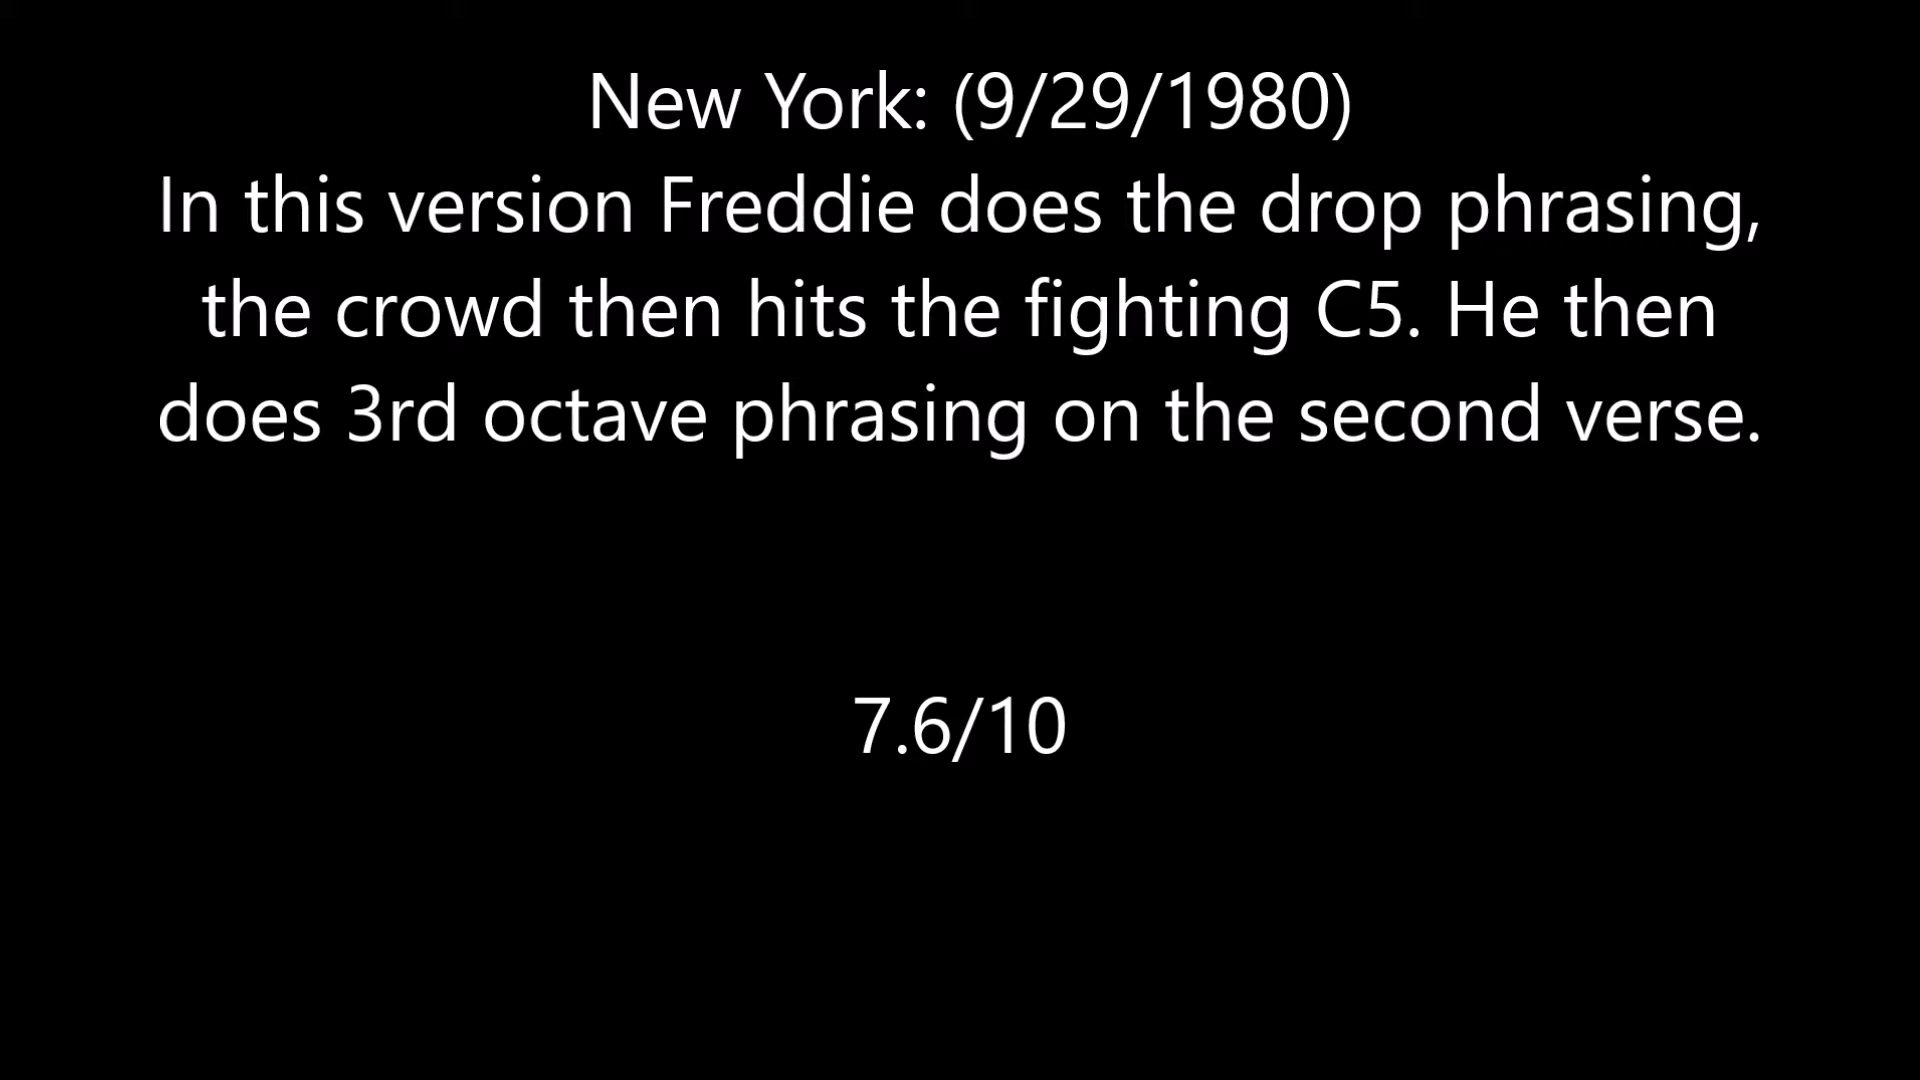 New York: (9/29/1980)
In this version Freddie does the drop phrasing,
the crowd then hits the fighting C5. He then
does 3rd octave phrasing on the second verse.
7.6/10